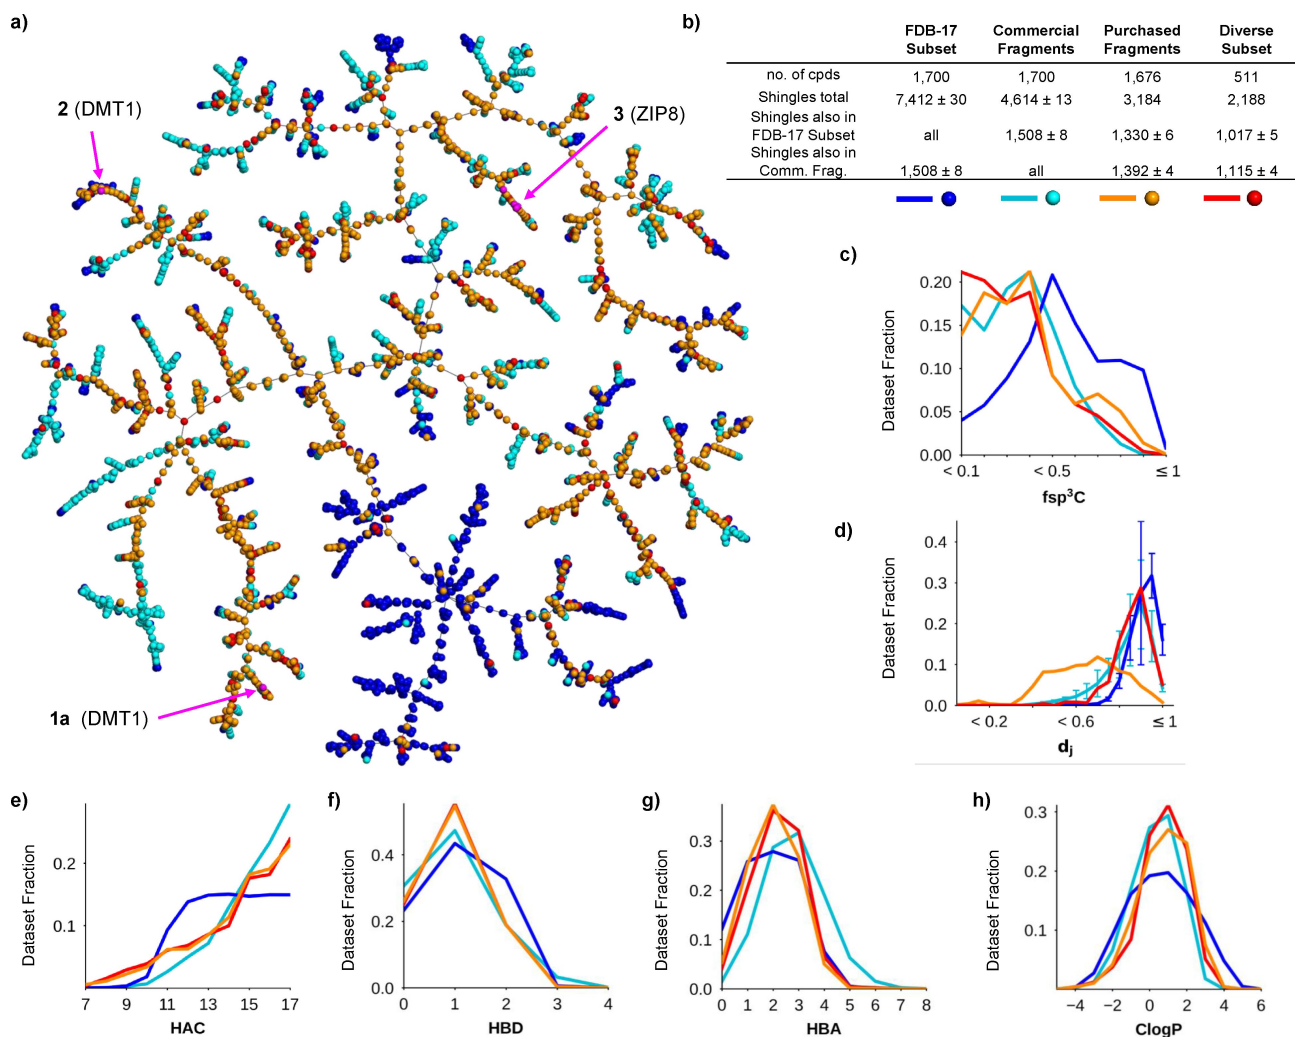 a)
2 (DMT1)
3 (ZIP8)
1a (DMT1)
b)
FDB-17 Subset
Commercial Fragments
Purchased Fragments
Diverse Subset
no. of cpds 1,700 1,700 1,676 511
Shingles total 7,412 ± 30 4,614 ± 13 3,184 2,188
Shingles also in
FDB-17 Subset all 1,508 ± 8 1,330 ± 6 1,017 ± 5
Shingles also in
Comm. Frag. 1,508 ± 8 all 1,392 ± 4 1,115 ± 4
c)
Dataset Fraction
0.20
0.15
0.10
0.05
0.00
< 0.1 < 0.5 ≤ 1
fsp³C
d)
Dataset Fraction
0.4
0.3
0.2
0.1
0.0
< 0.2 < 0.6 ≤ 1
dj
e)
Dataset Fraction
0.2
0.1
7 9 11 13 15 17
HAC
f)
Dataset Fraction
0.4
0.2
0.0
0 1 2 3 4
HBD
g)
Dataset Fraction
0.3
0.2
0.1
0.0
0 1 2 3 4 5 6 7 8
HBA
h)
Dataset Fraction
0.3
0.2
0.1
−4 −2 0 2 4 6
ClogP